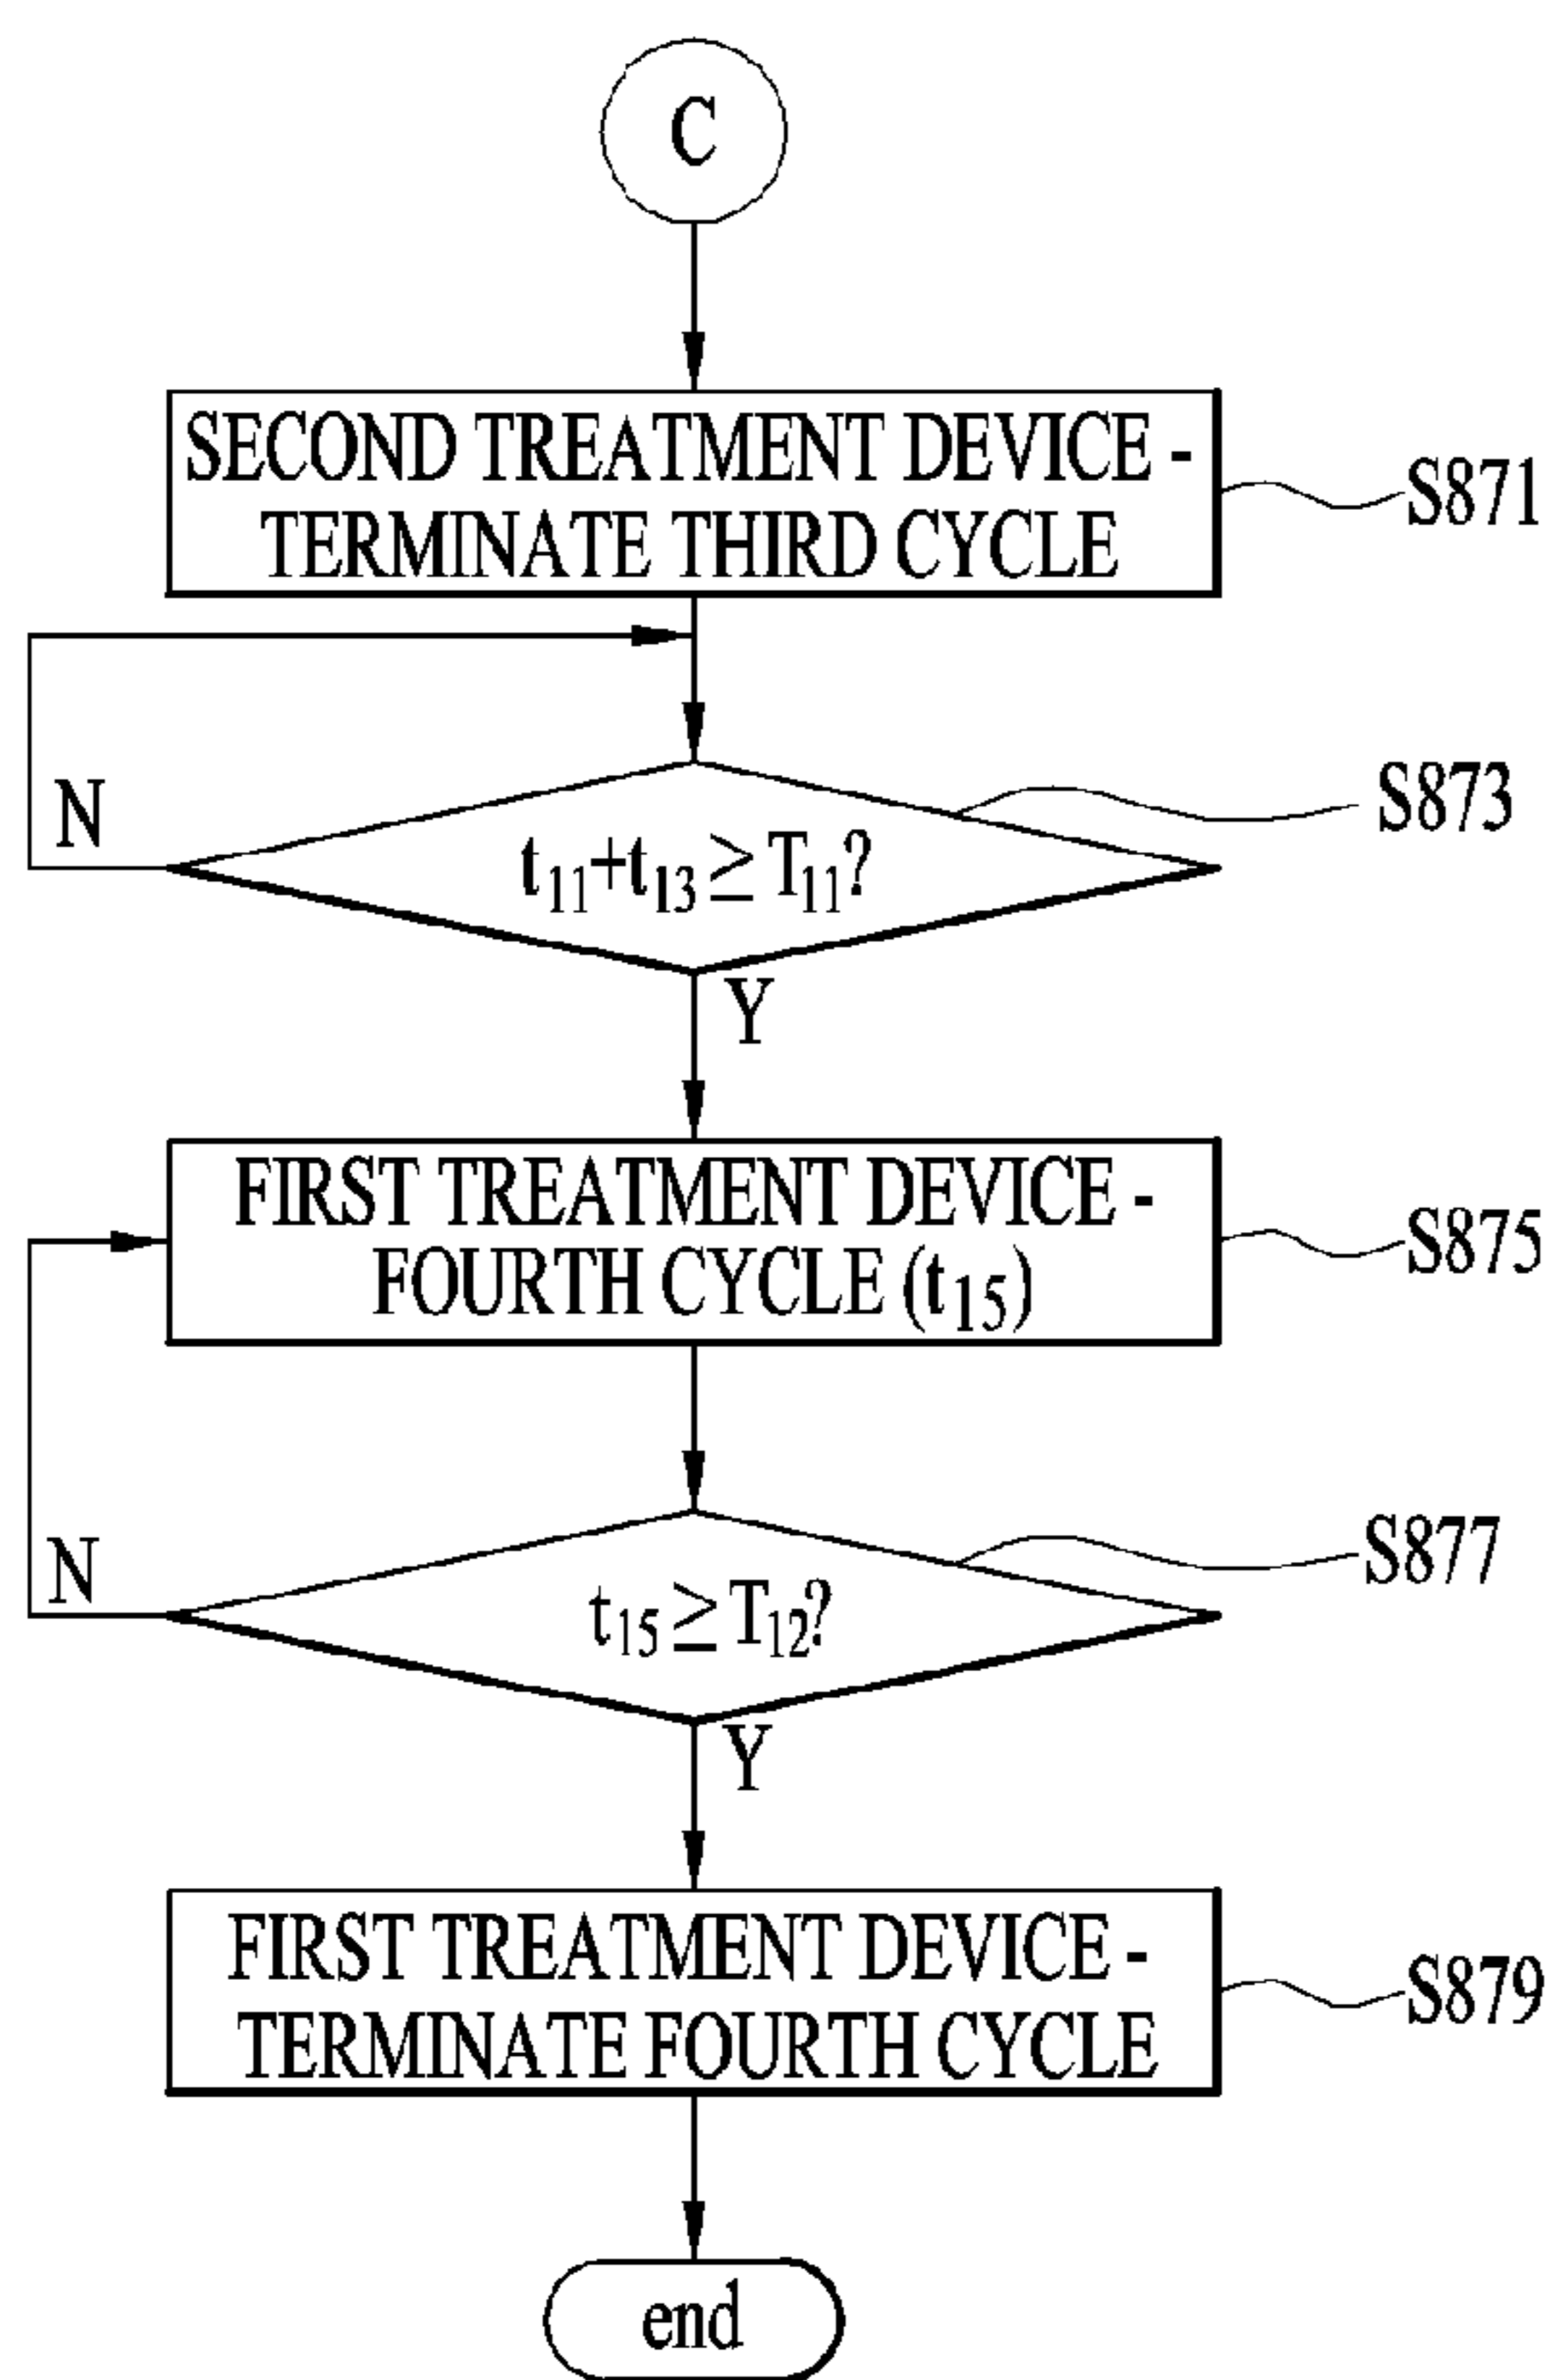 C
SECOND TREATMENT DEVICE -
TERMINATE THIRD CYCLE
S871
S873
N
t₁₁+t₁₃≥T₁₁?
Y
FIRST TREATMENT DEVICE -
FOURTH CYCLE (t₁₅)
S875
S877
N
t₁₅≥T₁₂?
Y
FIRST TREATMENT DEVICE -
TERMINATE FOURTH CYCLE
S879
end